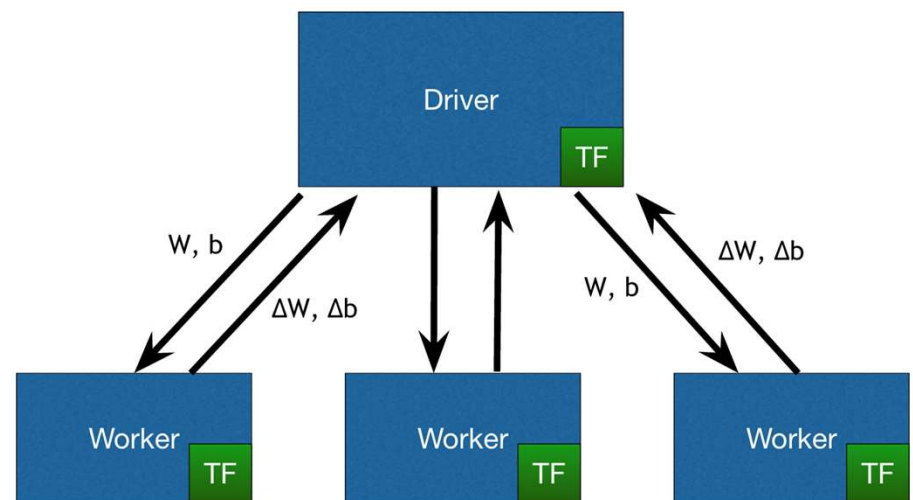 Driver
TF
W, b
ΔW, Δb
W, b
ΔW, Δb
Worker
TF
Worker
TF
Worker
TF